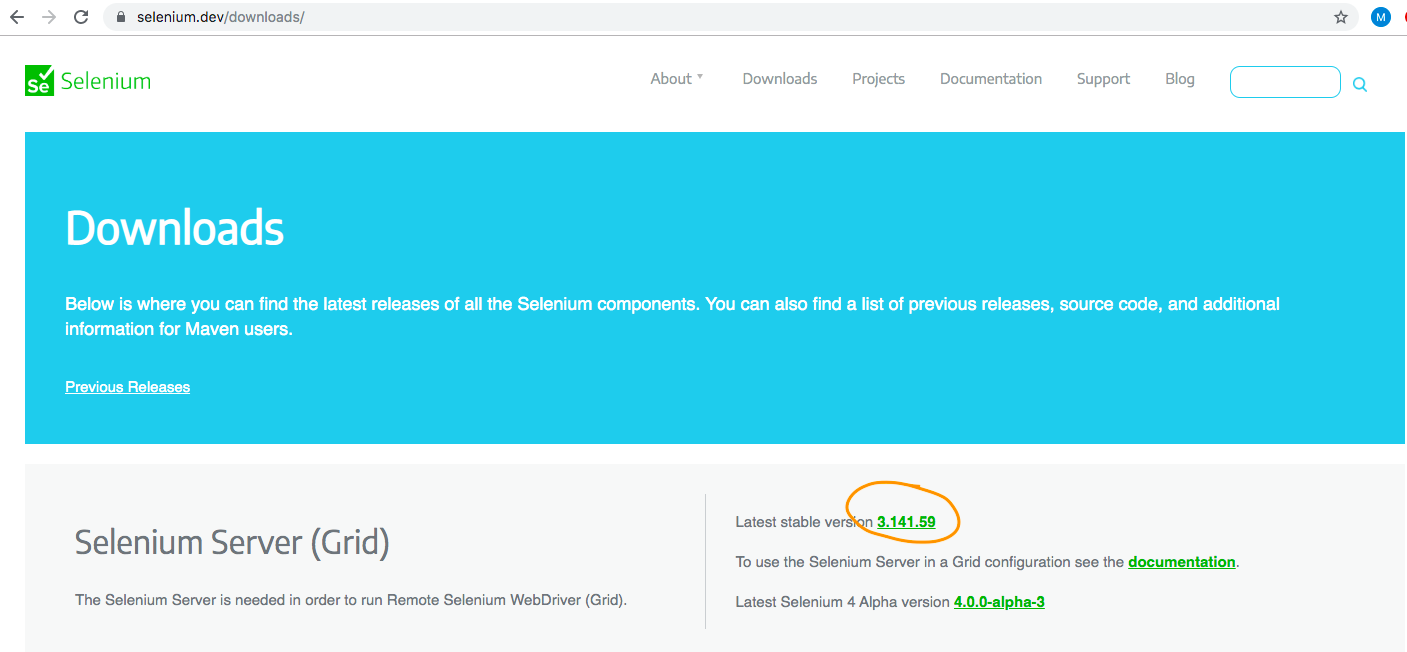 selenium.dev/downloads/
M
Se Selenium
About Downloads Projects Documentation Support Blog
Downloads
Below is where you can find the latest releases of all the Selenium components. You can also find a list of previous releases, source code, and additional
information for Maven users.
Previous Releases
Selenium Server (Grid)
The Selenium Server is needed in order to run Remote Selenium WebDriver (Grid).
Latest stable version 3.141.59
To use the Selenium Server in a Grid configuration see the documentation.
Latest Selenium 4 Alpha version 4.0.0-alpha-3